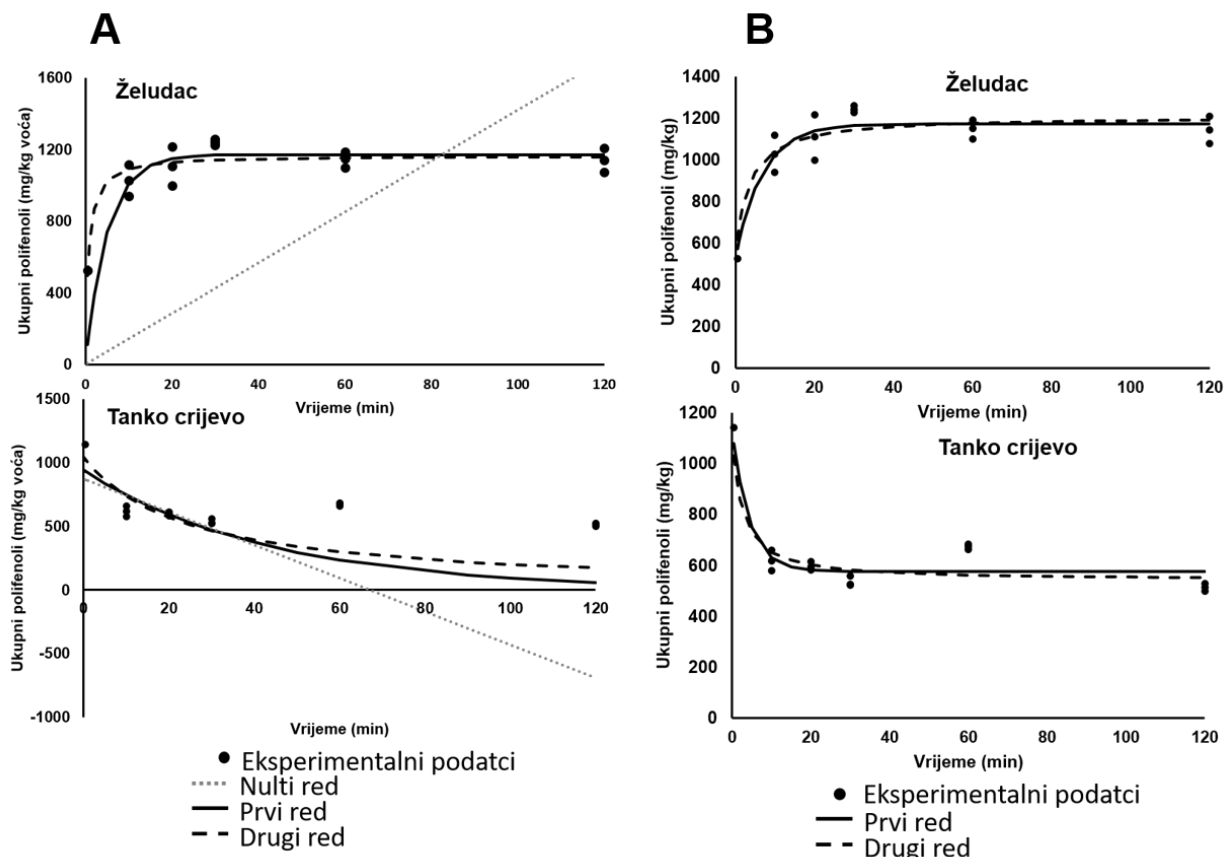 A
Želudac
Ukupni polifenoli (mg/kg voća)
1600
1200
800
400
0
0 20 40 60 80 100 120
Vrijeme (min)
Tanko crijevo
Ukupni polifenoli (mg/kg voća)
1500
1000
500
0
-500
-1000
0 20 40 60 80 100 120
Vrijeme (min)
Eksperimentalni podatci
Nulti red
Prvi red
Drugi red
B
Želudac
Ukupni polifenoli (mg/kg)
1400
1200
1000
800
600
400
200
0
0 20 40 60 80 100 120
Vrijeme (min)
Tanko crijevo
Ukupni polifenoli (mg/kg)
1200
1000
800
600
400
200
0
0 20 40 60 80 100 120
Vrijeme (min)
Eksperimentalni podatci
Prvi red
Drugi red